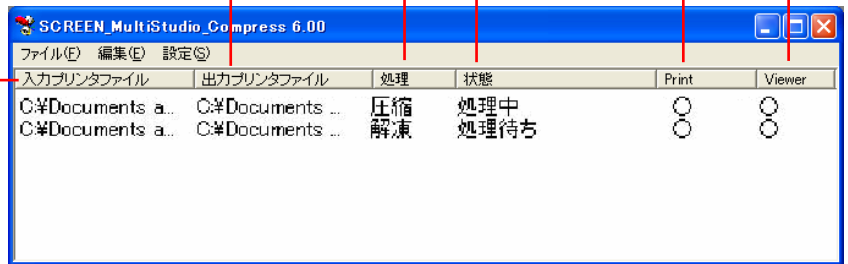 SCREEN_MultiStudio_Compress 6.00
ファイル(F) 編集(E) 設定(S)
入力プリンタファイル 出力プリンタファイル 処理 状態 Print Viewer
C:¥Documents a... C:¥Documents ... 圧縮 処理中 ○ ○
C:¥Documents a... C:¥Documents ... 解凍 処理待ち ○ ○